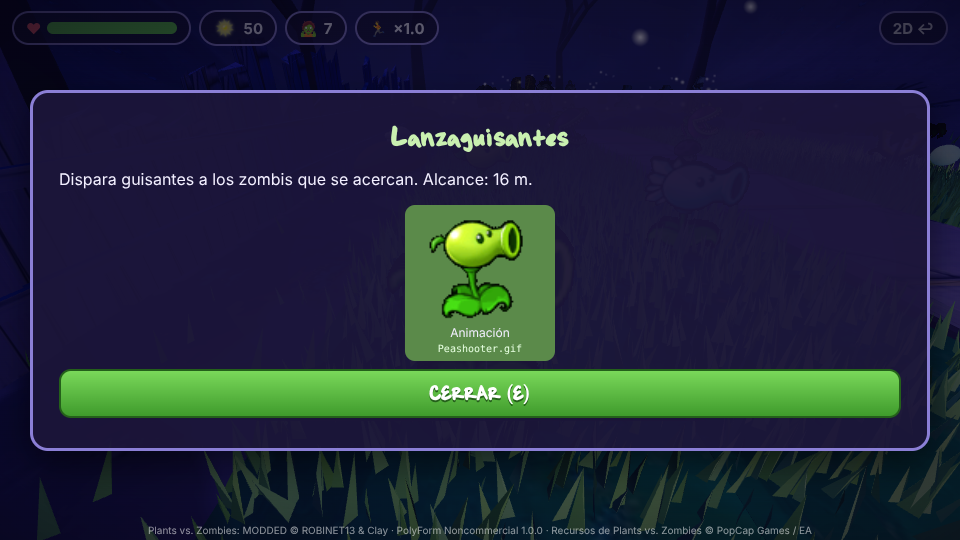 50
7
×1.0
2D ↩
Lanzaguisantes
Dispara guisantes a los zombis que se acercan. Alcance: 16 m.
Animación
Peashooter.gif
CERRAR (E)
Plants vs. Zombies: MODDED © ROBINET13 & Clay · PolyForm Noncommercial 1.0.0 · Recursos de Plants vs. Zombies © PopCap Games / EA